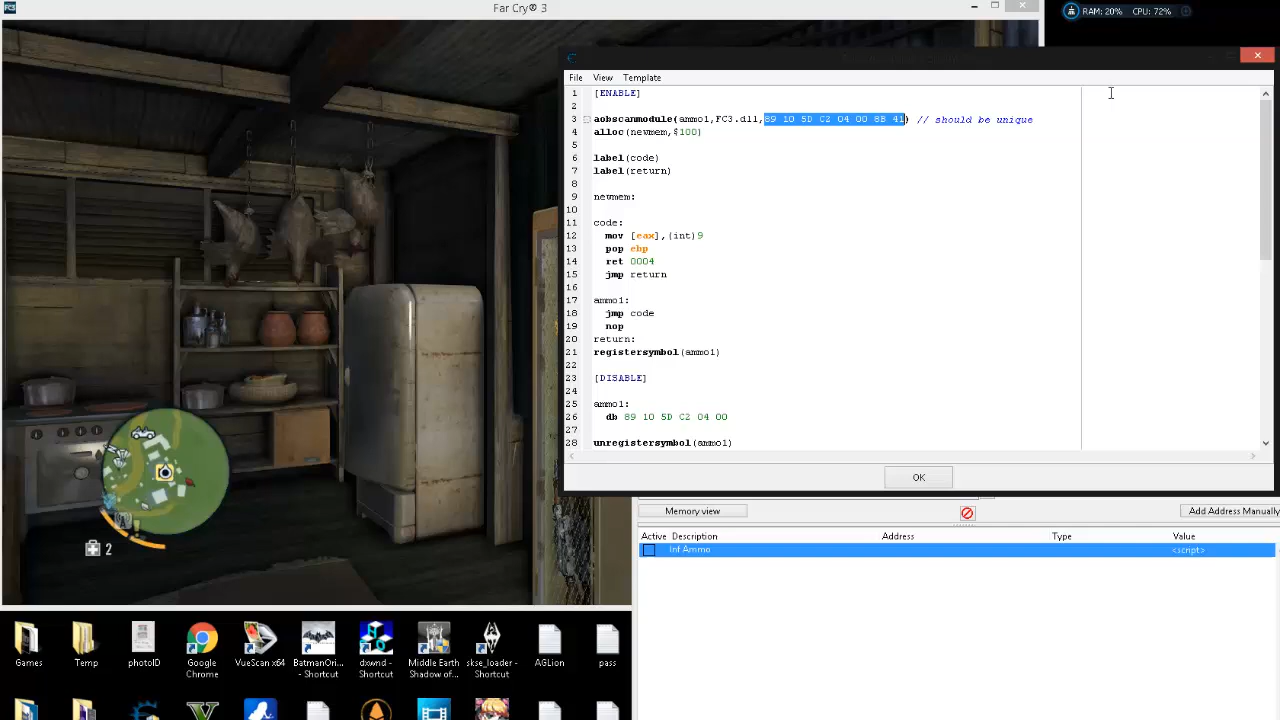 Far Cry® 3
RAM: 20% CPU: 72%
File View Template
1 [ENABLE]
2
3 aobscanmodule(ammo1,FC3.dll,89 10 5D C2 04 00 8B 41) // should be unique
4 alloc(newmem,$100)
5
6 label(code)
7 label(return)
8
9 newmem:
10
11 code:
12 mov [eax],(int)9
13 pop ebp
14 ret 0004
15 jmp return
16
17 ammo1:
18 jmp code
19 nop
20 return:
21 registersymbol(ammo1)
22
23 [DISABLE]
24
25 ammo1:
26 db 89 10 5D C2 04 00
27
28 unregistersymbol(ammo1)
OK
2
Memory view Add Address Manually
Active Description Address Type Value
Inf Ammo <script>
Games Temp photoID Google Chrome VueScan x64 BatmanOri... - Shortcut dxwnd - Shortcut Middle Earth Shadow of... skse_loader - Shortcut AGLion pass